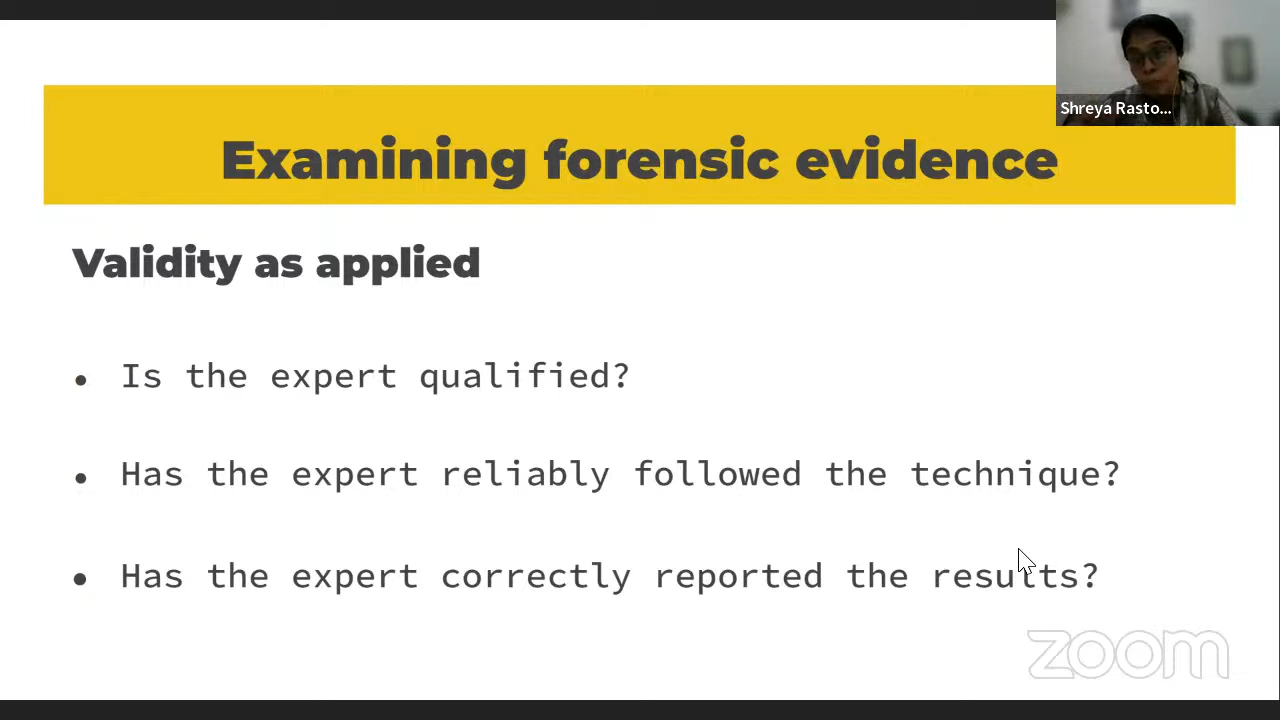 Shreya Rasto...
Examining forensic evidence
Validity as applied
• Is the expert qualified?
• Has the expert reliably followed the technique?
• Has the expert correctly reported the results?
zoom